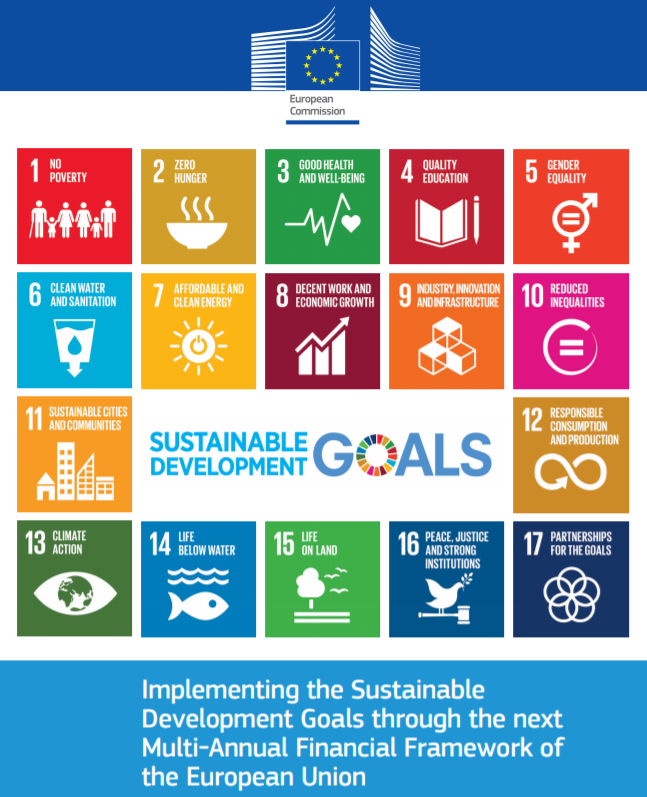 European
Commission
1 NO
POVERTY
2 ZERO
HUNGER
3 GOOD HEALTH
AND WELL-BEING
4 QUALITY
EDUCATION
5 GENDER
EQUALITY
6 CLEAN WATER
AND SANITATION
7 AFFORDABLE AND
CLEAN ENERGY
8 DECENT WORK AND
ECONOMIC GROWTH
9 INDUSTRY, INNOVATION
AND INFRASTRUCTURE
10 REDUCED
INEQUALITIES
11 SUSTAINABLE CITIES
AND COMMUNITIES
SUSTAINABLE
DEVELOPMENT
GOALS
12 RESPONSIBLE
CONSUMPTION
AND PRODUCTION
13 CLIMATE
ACTION
14 LIFE
BELOW WATER
15 LIFE
ON LAND
16 PEACE, JUSTICE
AND STRONG
INSTITUTIONS
17 PARTNERSHIPS
FOR THE GOALS
Implementing the Sustainable
Development Goals through the next
Multi-Annual Financial Framework of
the European Union